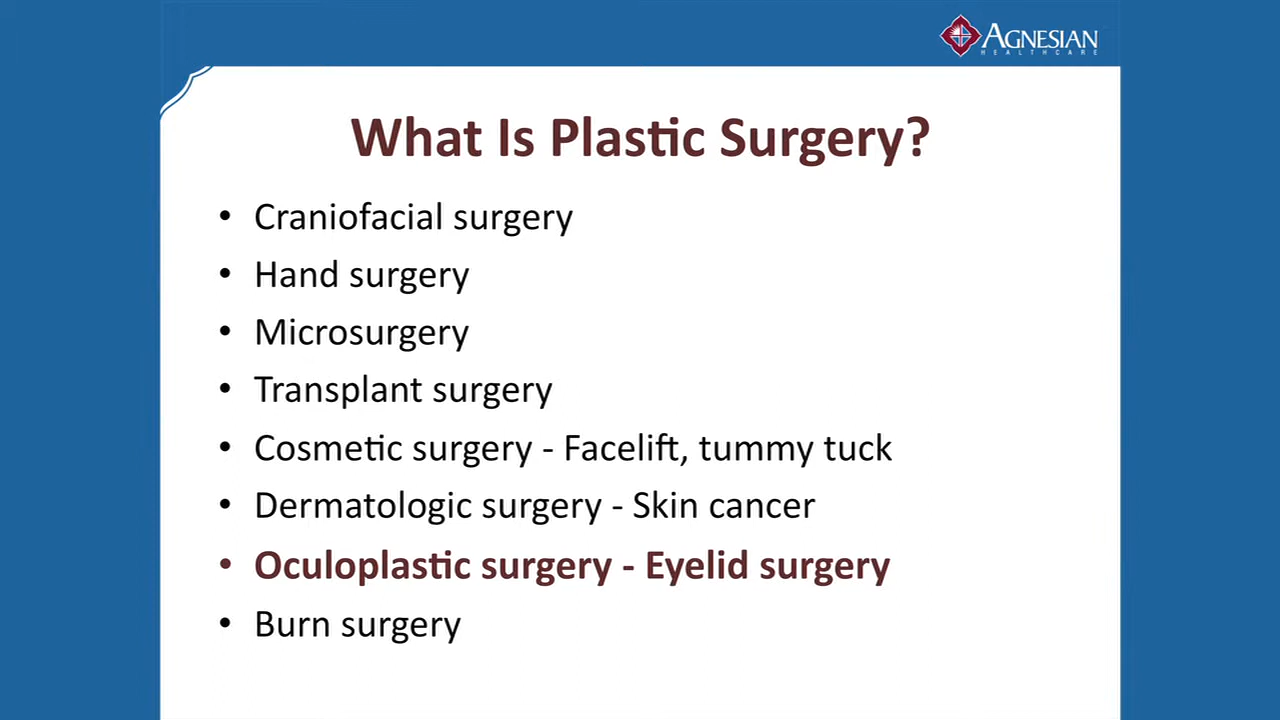 AGNESIAN
HEALTHCARE
What Is Plastic Surgery?
• Craniofacial surgery
• Hand surgery
• Microsurgery
• Transplant surgery
• Cosmetic surgery - Facelift, tummy tuck
• Dermatologic surgery - Skin cancer
• Oculoplastic surgery - Eyelid surgery
• Burn surgery